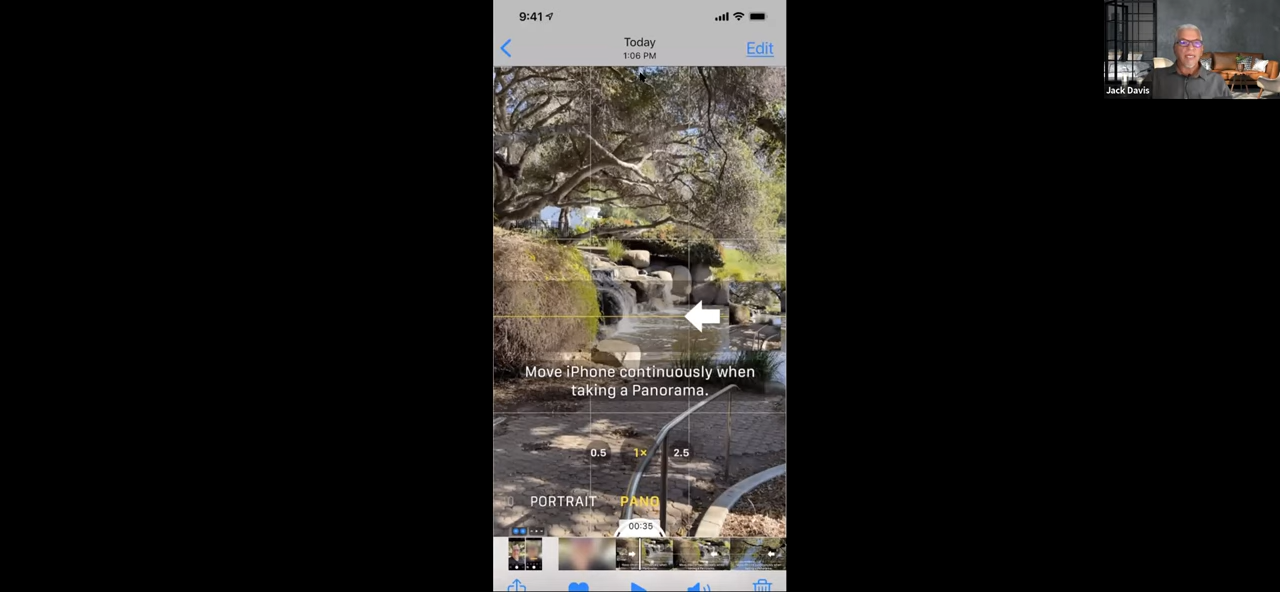 9:41
Today
1:06 PM
Edit
Jack Davis
Move iPhone continuously when
taking a Panorama.
0.5
1×
2.5
PORTRAIT
PANO
00:35